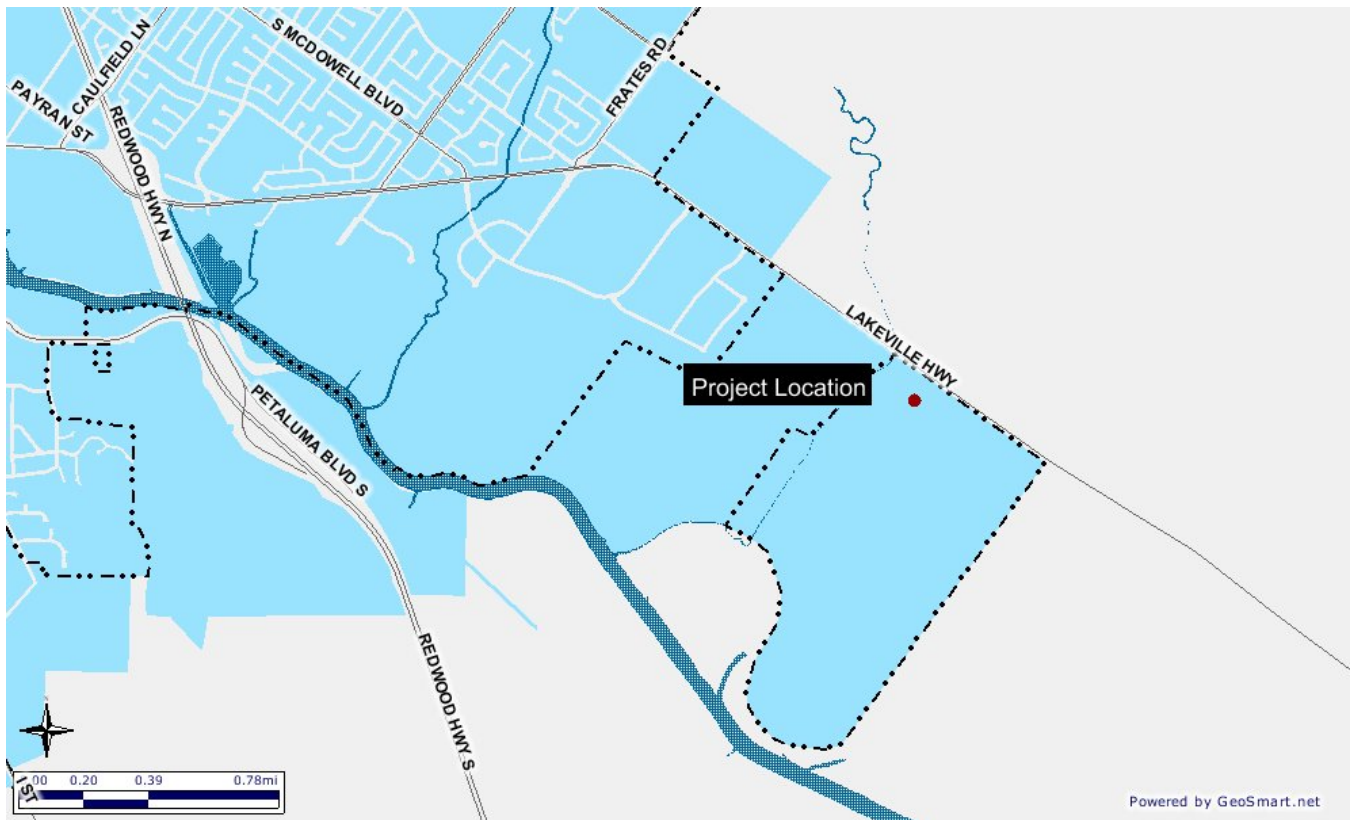 S MCDOWELL BLVD
CAULFIELD LN
FRATES RD
PAYRAN ST
REDWOOD HWY N
LAKEVILLE HWY
Project Location
PETALUMA BLVD S
REDWOOD HWY S
00 0.20 0.39 0.78mi
I ST
Powered by GeoSmart.net